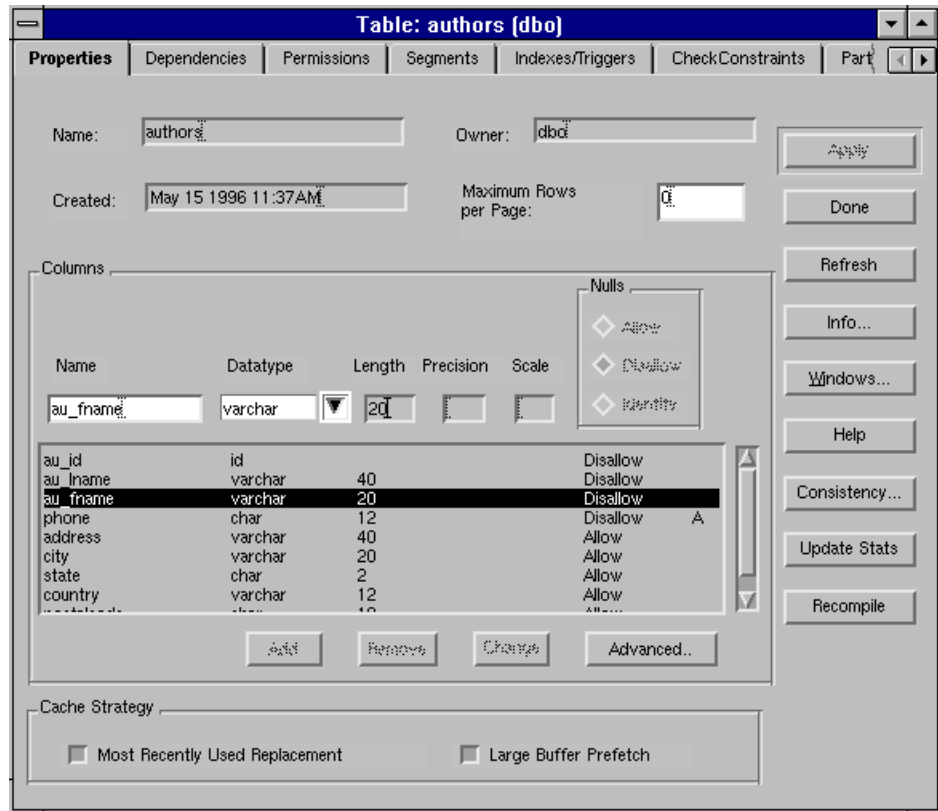 Table: authors (dbo)
Properties Dependencies Permissions Segments Indexes/Triggers CheckConstraints Part
Name: authors Owner: dbo
Apply
Created: May 15 1996 11:37AM Maximum Rows per Page: 0
Done
Columns
Refresh
Nulls
Allow
Info...
Name Datatype Length Precision Scale
Disallow
Windows...
au_fname varchar 20
Identity
Help
au_id id Disallow
au_lname varchar 40 Disallow
au_fname varchar 20 Disallow
Consistency...
phone char 12 Disallow A
address varchar 40 Allow
city varchar 20 Allow
Update Stats
state char 2 Allow
country varchar 12 Allow
Recompile
Add Remove Change Advanced..
Cache Strategy
Most Recently Used Replacement Large Buffer Prefetch